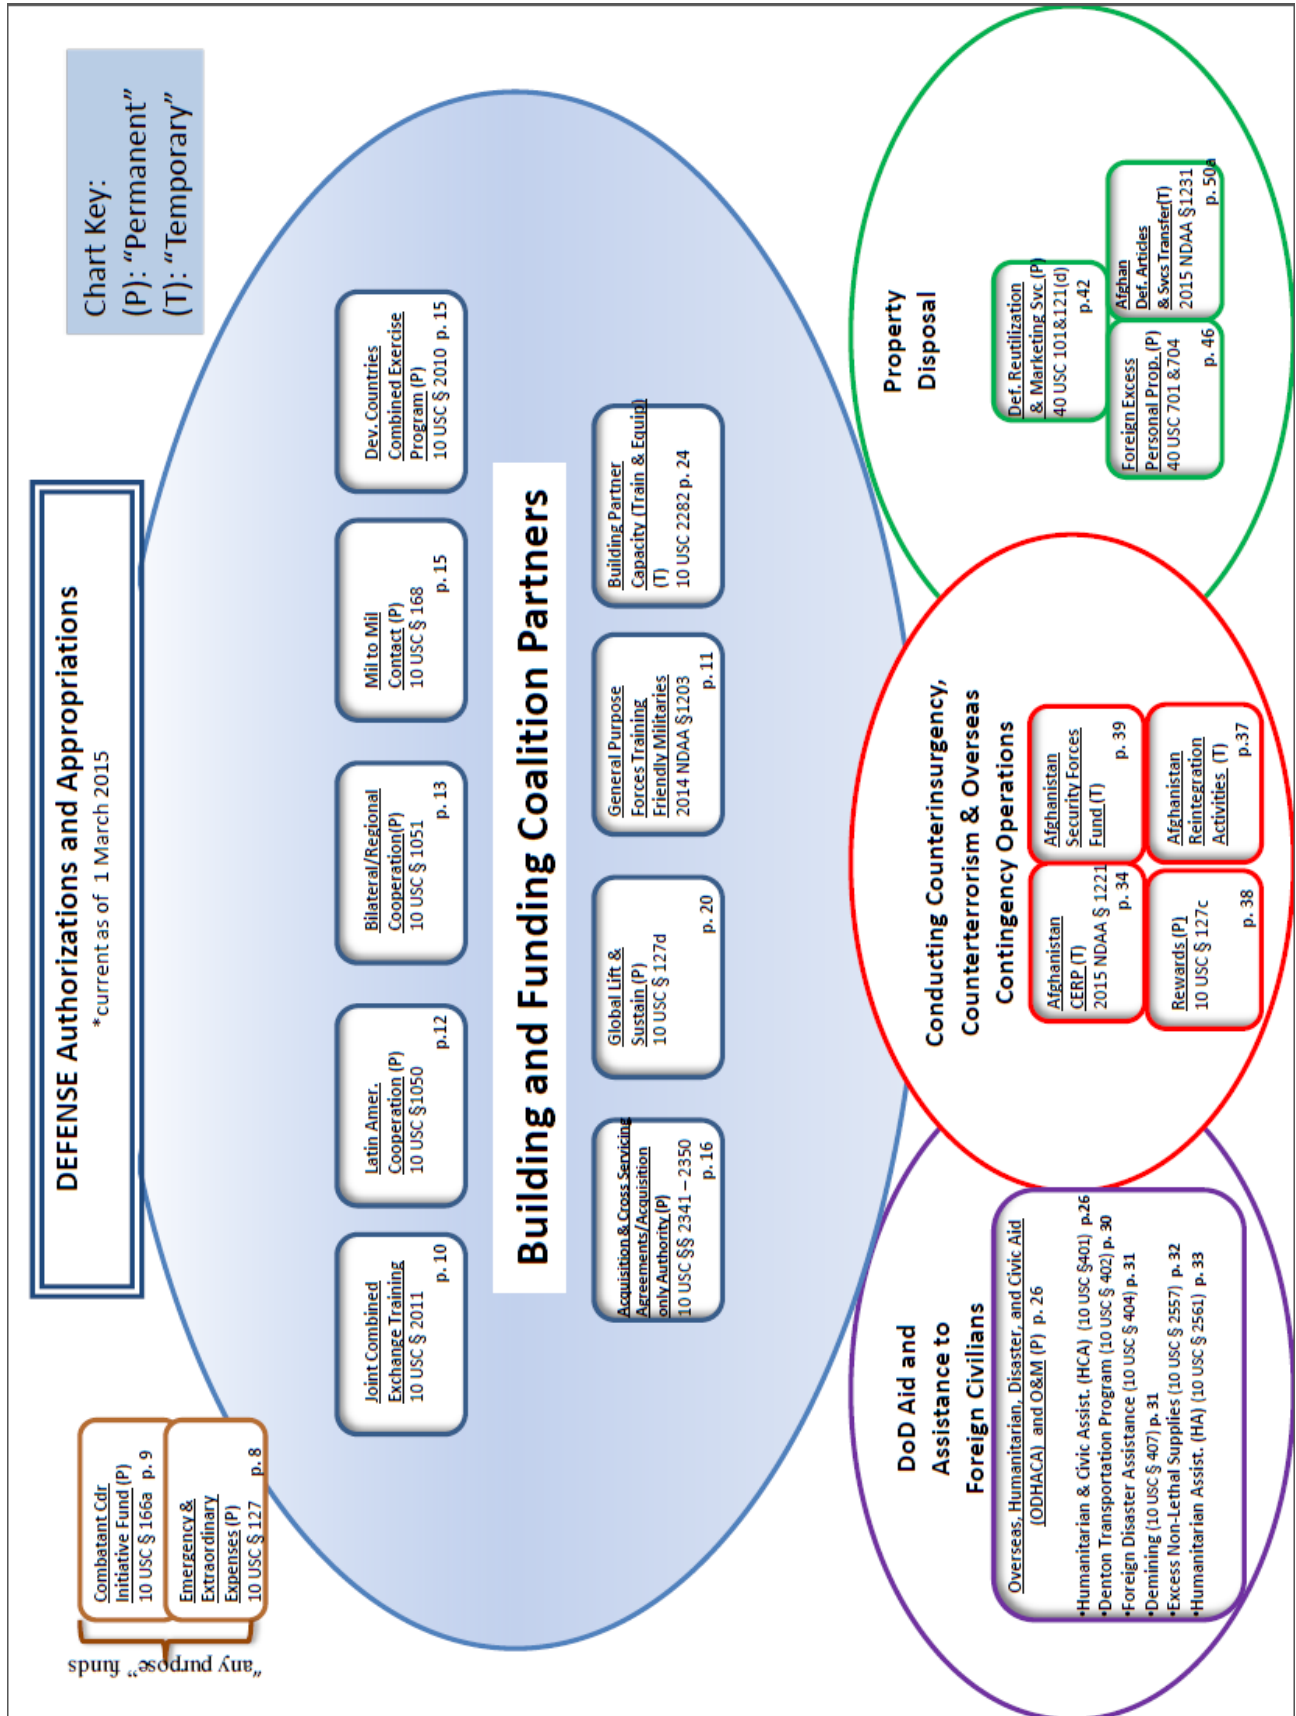 DEFENSE Authorizations and Appropriations
*current as of 1 March 2015
Chart Key:
(P): “Permanent”
(T): “Temporary”
“any purpose” funds
Combatant Cdr
Initiative Fund (P)
10 USC § 166a p. 9
Emergency &
Extraordinary
Expenses (P)
10 USC § 127 p. 8
Joint Combined
Exchange Training
10 USC § 2011
p. 10
Latin Amer.
Cooperation (P)
10 USC §1050
p.12
Bilateral/Regional
Cooperation(P)
10 USC § 1051
p. 13
Mil to Mil
Contact (P)
10 USC § 168
p. 15
Dev. Countries
Combined Exercise
Program (P)
10 USC § 2010 p. 15
Building and Funding Coalition Partners
Acquisition & Cross Servicing
Agreements/Acquisition
only Authority (P)
10 USC §§ 2341 – 2350
p. 16
Global Lift &
Sustain (P)
10 USC § 127d
p. 20
General Purpose
Forces Training
Friendly Militaries
2014 NDAA §1203
p. 11
Building Partner
Capacity (Train & Equip)
(T)
10 USC 2282 p. 24
DoD Aid and
Assistance to
Foreign Civilians
Overseas, Humanitarian, Disaster, and Civic Aid
(ODHACA) and O&M (P) p. 26
•Humanitarian & Civic Assist. (HCA) (10 USC §401) p.26
•Denton Transportation Program (10 USC § 402) p. 30
•Foreign Disaster Assistance (10 USC § 404) p. 31
•Demining (10 USC § 407) p. 31
•Excess Non-Lethal Supplies (10 USC § 2557) p. 32
•Humanitarian Assist. (HA) (10 USC § 2561) p. 33
Conducting Counterinsurgency,
Counterterrorism & Overseas
Contingency Operations
Afghanistan
CERP (T)
2015 NDAA § 1221
p. 34
Afghanistan
Security Forces
Fund (T)
p. 39
Rewards (P)
10 USC § 127c
p. 38
Afghanistan
Reintegration
Activities (T)
p.37
Property
Disposal
Def. Reutilization
& Marketing Svc (P)
40 USC 101&121(d)
p.42
Foreign Excess
Personal Prop. (P)
40 USC 701 &704
p. 46
Afghan
Def. Articles
& Svcs Transfer(T)
2015 NDAA §1231
p. 50a